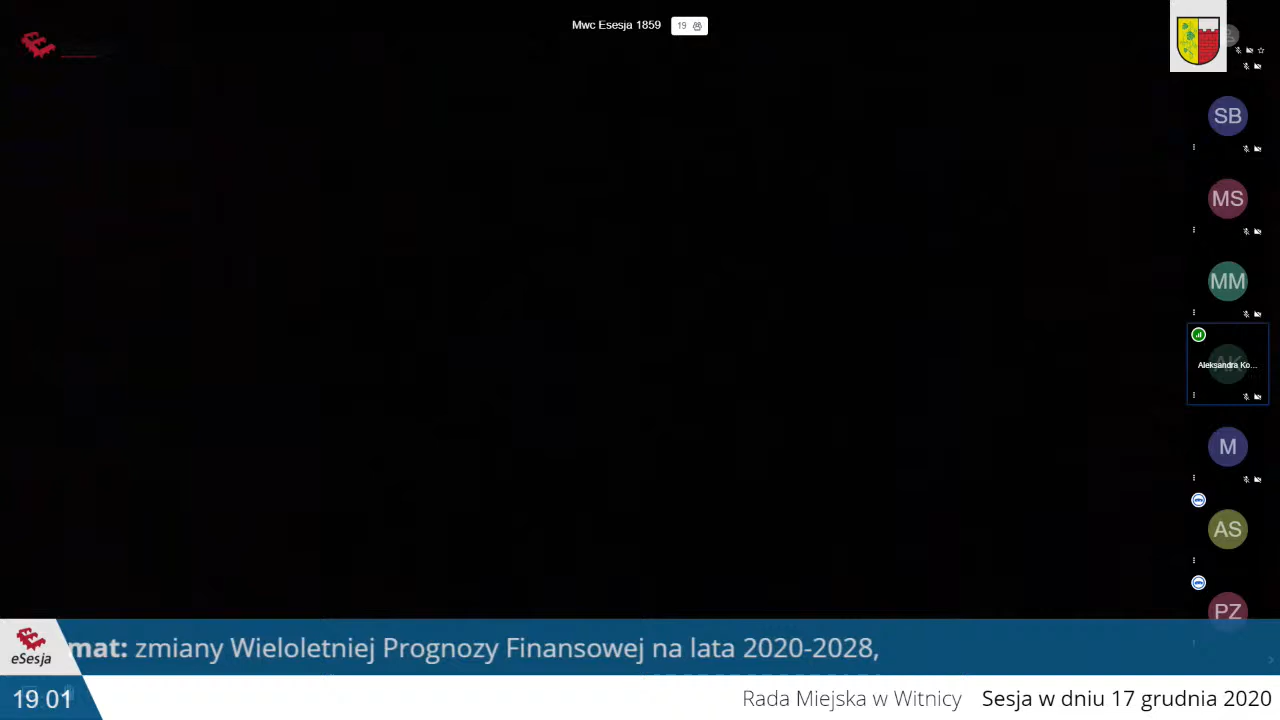 Mwc Esesja 1859 19
SB
MS
MM
AK
Aleksandra Ko...
M
AS
PZ
mat: zmiany Wieloletniej Prognozy Finansowej na lata 2020-2028,
eSesja
19 01
Rada Miejska w Witnicy Sesja w dniu 17 grudnia 2020